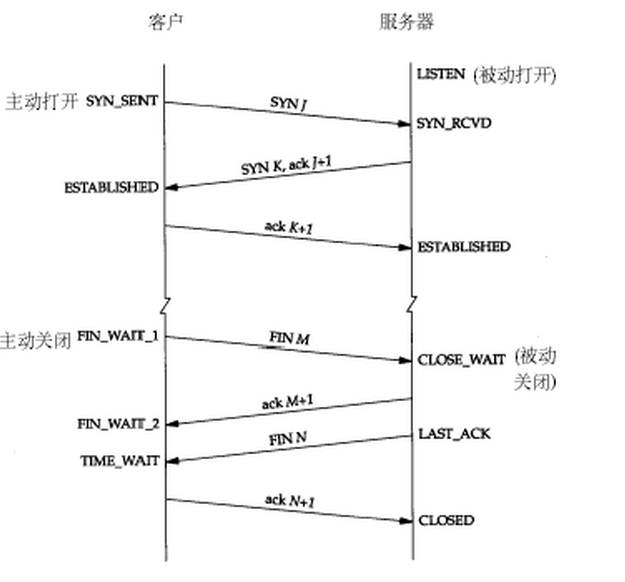 客户
服务器
LISTEN (被动打开)
主动打开 SYN_SENT
SYN J
SYN_RCVD
SYN K, ack J+1
ESTABLISHED
ack K+1
ESTABLISHED
主动关闭 FIN_WAIT_1
FIN M
CLOSE_WAIT (被动
关闭)
ack M+1
FIN_WAIT_2
FIN N
LAST_ACK
TIME_WAIT
ack N+1
CLOSED